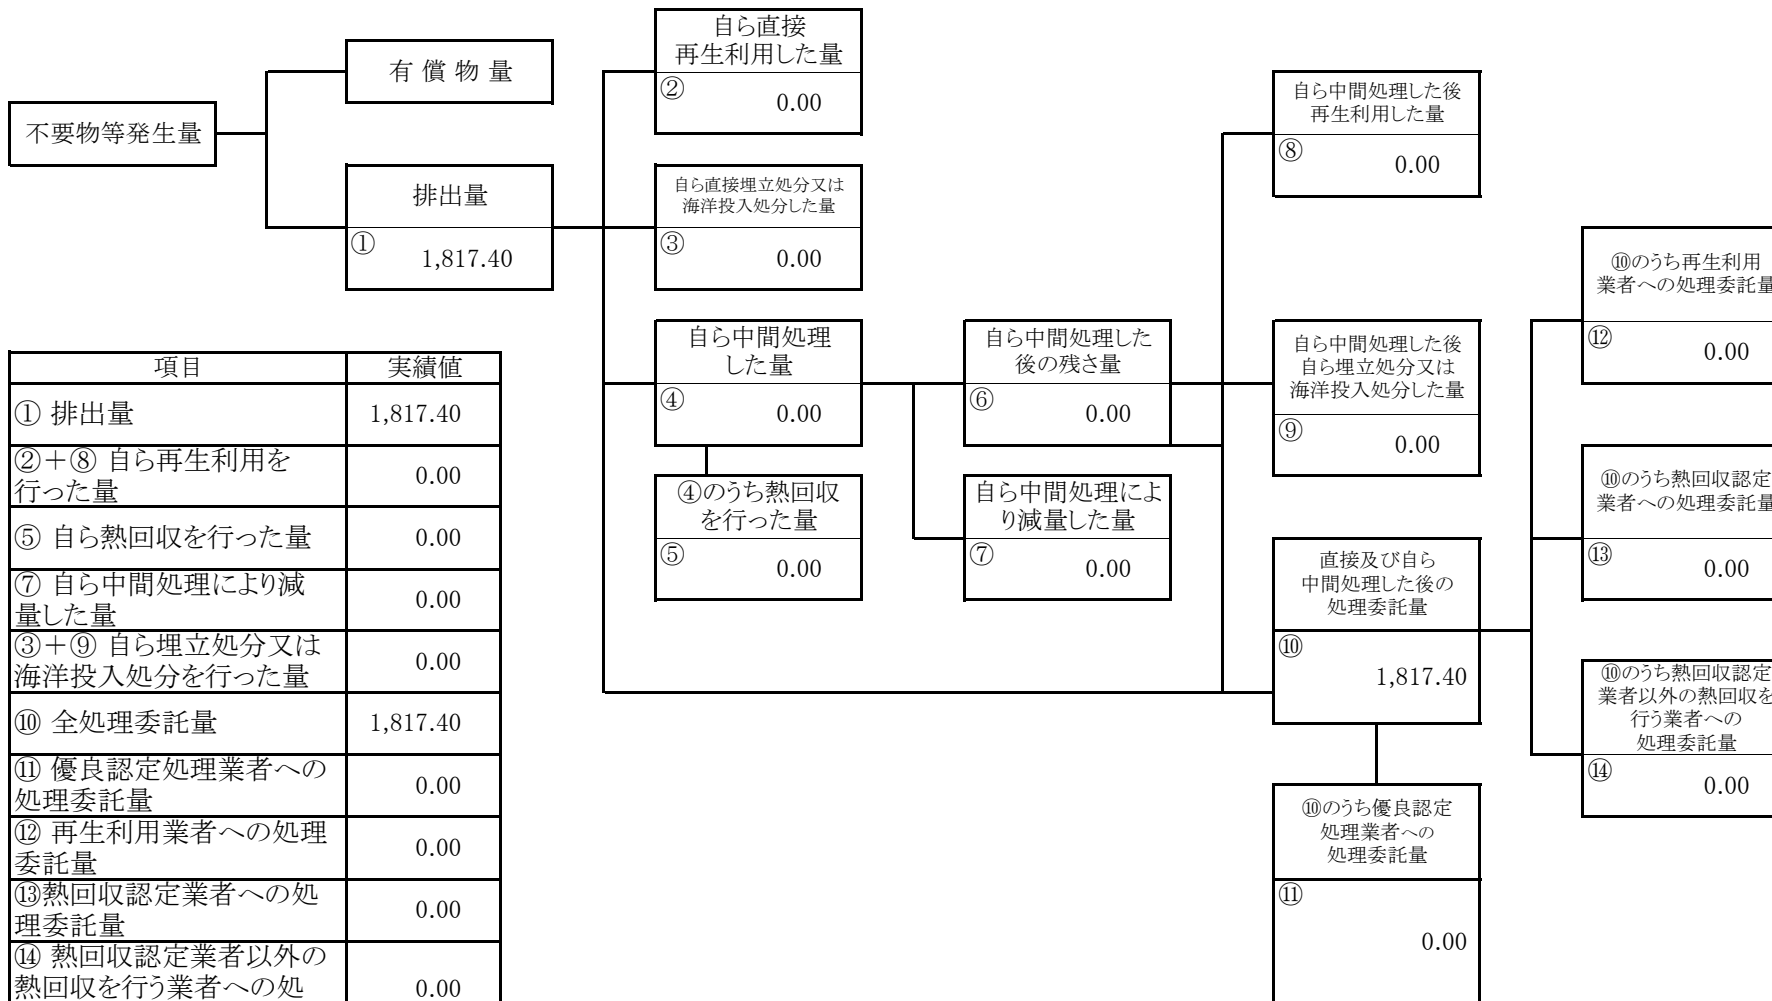 不要物等発生量
有 償 物 量
排出量
①
1,817.40
自ら直接
再生利用した量
②
0.00
自ら直接埋立処分又は
海洋投入処分した量
③
0.00
自ら中間処理
した量
④
0.00
④のうち熱回収
を行った量
⑤
0.00
自ら中間処理した
後の残さ量
⑥
0.00
自ら中間処理によ
り減量した量
⑦
0.00
自ら中間処理した後
再生利用した量
⑧
0.00
自ら中間処理した後
自ら埋立処分又は
海洋投入処分した量
⑨
0.00
直接及び自ら
中間処理した後の
処理委託量
⑩
1,817.40
⑩のうち優良認定
処理業者への
処理委託量
⑪
0.00
⑩のうち再生利用
業者への処理委託量
⑫
0.00
⑩のうち熱回収認定
業者への処理委託量
⑬
0.00
⑩のうち熱回収認定
業者以外の熱回収を
行う業者への
処理委託量
⑭
0.00
項目 実績値
① 排出量 1,817.40
②＋⑧ 自ら再生利用を
行った量 0.00
⑤ 自ら熱回収を行った量 0.00
⑦ 自ら中間処理により減
量した量 0.00
③＋⑨ 自ら埋立処分又は
海洋投入処分を行った量 0.00
⑩ 全処理委託量 1,817.40
⑪ 優良認定処理業者への
処理委託量 0.00
⑫ 再生利用業者への処理
委託量 0.00
⑬熱回収認定業者への処
理委託量 0.00
⑭ 熱回収認定業者以外の
熱回収を行う業者への処 0.00